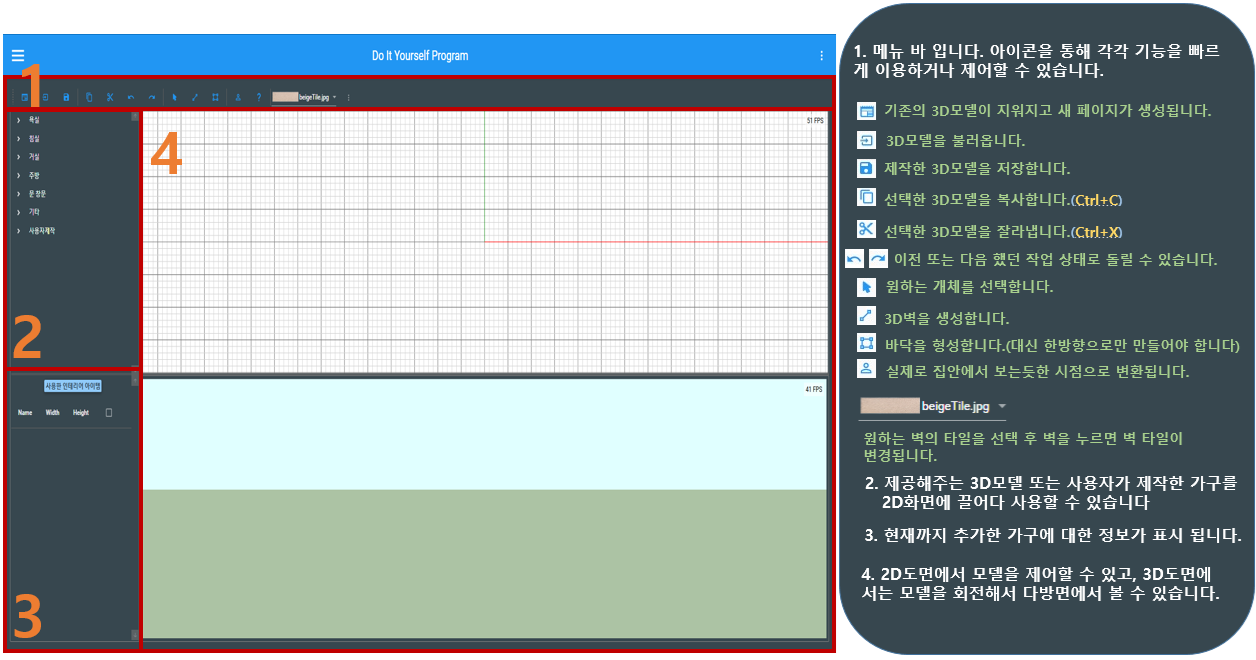 Do It Yourself Program
1
beigeTile.jpg
욕실
침실
거실
주방
문 창문
기타
사용자제작
2
51 FPS
4
사용한 인테리어 아이템
Name Width Height
41 FPS
3
1. 메뉴 바 입니다. 아이콘을 통해 각각 기능을 빠르
게 이용하거나 제어할 수 있습니다.
기존의 3D모델이 지워지고 새 페이지가 생성됩니다.
3D모델을 불러옵니다.
제작한 3D모델을 저장합니다.
선택한 3D모델을 복사합니다.(Ctrl+C)
선택한 3D모델을 잘라냅니다.(Ctrl+X)
이전 또는 다음 했던 작업 상태로 돌릴 수 있습니다.
원하는 개체를 선택합니다.
3D벽을 생성합니다.
바닥을 형성합니다.(대신 한방향으로만 만들어야 합니다)
실제로 집안에서 보는듯한 시점으로 변환됩니다.
beigeTile.jpg
원하는 벽의 타일을 선택 후 벽을 누르면 벽 타일이
변경됩니다.
2. 제공해주는 3D모델 또는 사용자가 제작한 가구를
2D화면에 끌어다 사용할 수 있습니다
3. 현재까지 추가한 가구에 대한 정보가 표시 됩니다.
4. 2D도면에서 모델을 제어할 수 있고, 3D도면에
서는 모델을 회전해서 다방면에서 볼 수 있습니다.